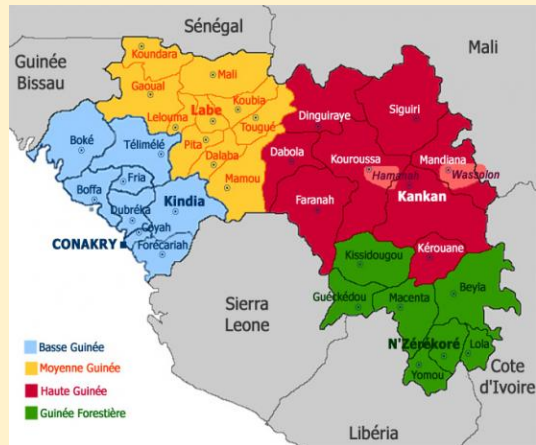 Sénégal
Mali
Guinée
Bissau
Koundara
Mali
Gaoual
Koubia
Labe
Lelouma
Tougué
Pita
Dalaba
Mamou
Dinguiraye
Siguiri
Dabola
Kouroussa
Hamanah
Mandiana
Wassolon
Kankan
Faranah
Kérouane
Boké
Télimélé
Fria
Boffa
Kindia
Dubréka
Coyah
CONAKRY
Forécariah
Kissidougou
Guéckédou
Macenta
Beyla
N'Zérékoré
Lola
Yomou
Sierra
Leone
Cote
d'Ivoire
Libéria
Basse Guinée
Moyenne Guinée
Haute Guinée
Guinée Forestière